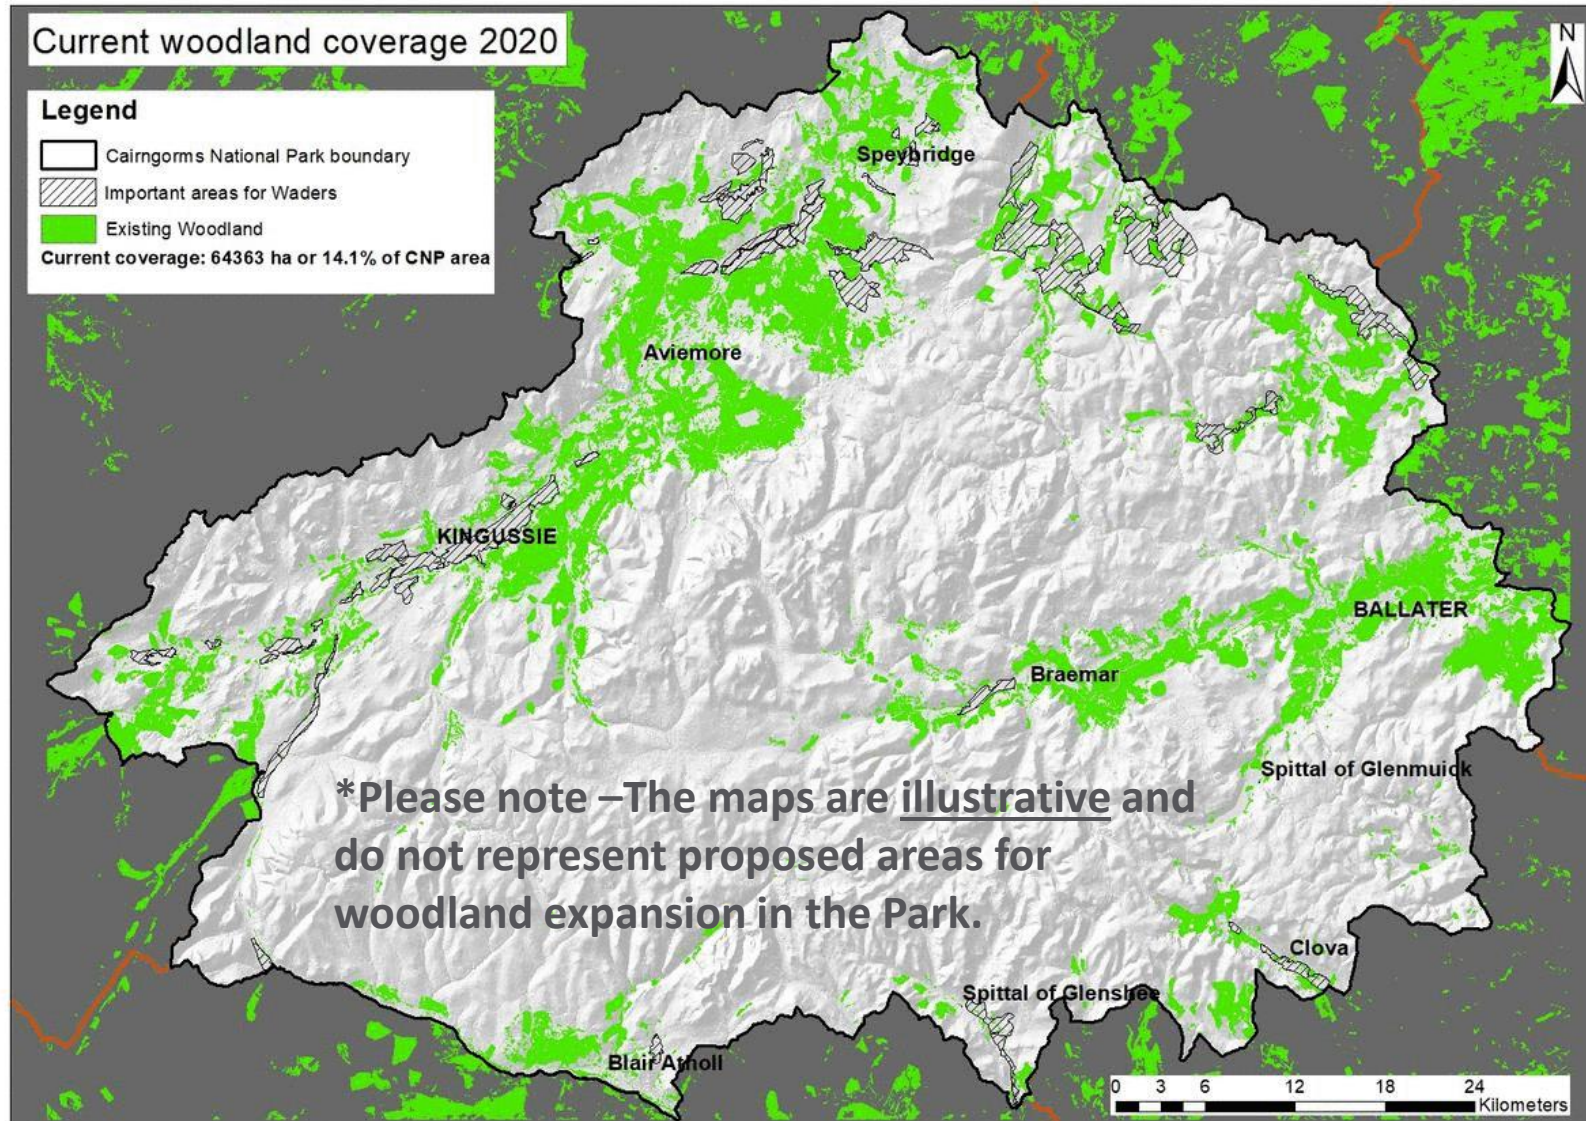 Current woodland coverage 2020
Legend
Cairngorms National Park boundary
Important areas for Waders
Existing Woodland
Current coverage: 64363 ha or 14.1% of CNP area
N
Speybridge
Aviemore
KINGUSSIE
BALLATER
Braemar
Spittal of Glenmuick
*Please note –The maps are illustrative and
do not represent proposed areas for
woodland expansion in the Park.
Clova
Spittal of Glenshee
Blair Atholl
0 3 6 12 18 24
Kilometers